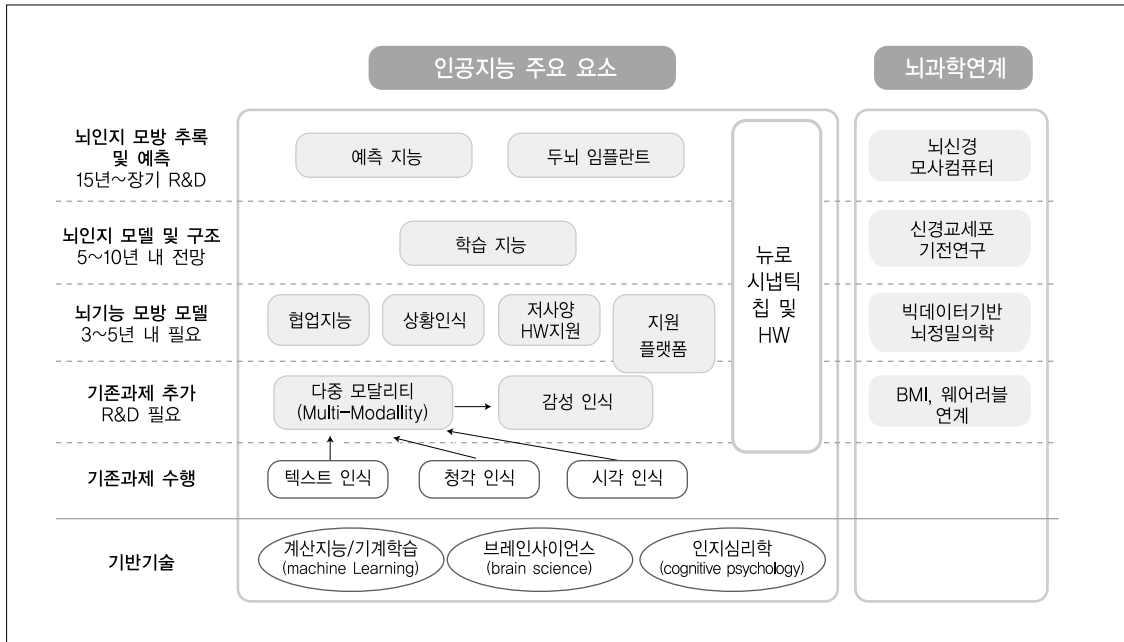 인공지능 주요 요소
뇌과학연계
뇌인지 모방 추록
및 예측
15년~장기 R&D
예측 지능
두뇌 임플란트
뇌신경
모사컴퓨터
뇌인지 모델 및 구조
5~10년 내 전망
학습 지능
신경교세포
기전연구
뉴로
시냅틱
칩 및
HW
뇌기능 모방 모델
3~5년 내 필요
협업지능
상황인식
저사양
HW지원
지원
플랫폼
빅데이터기반
뇌정밀의학
기존과제 추가
R&D 필요
다중 모달리티
(Multi-Modallity)
감성 인식
BMI, 웨어러블
연계
기존과제 수행
텍스트 인식
청각 인식
시각 인식
기반기술
계산지능/기계학습
(machine Learning)
브레인사이언스
(brain science)
인지심리학
(cognitive psychology)